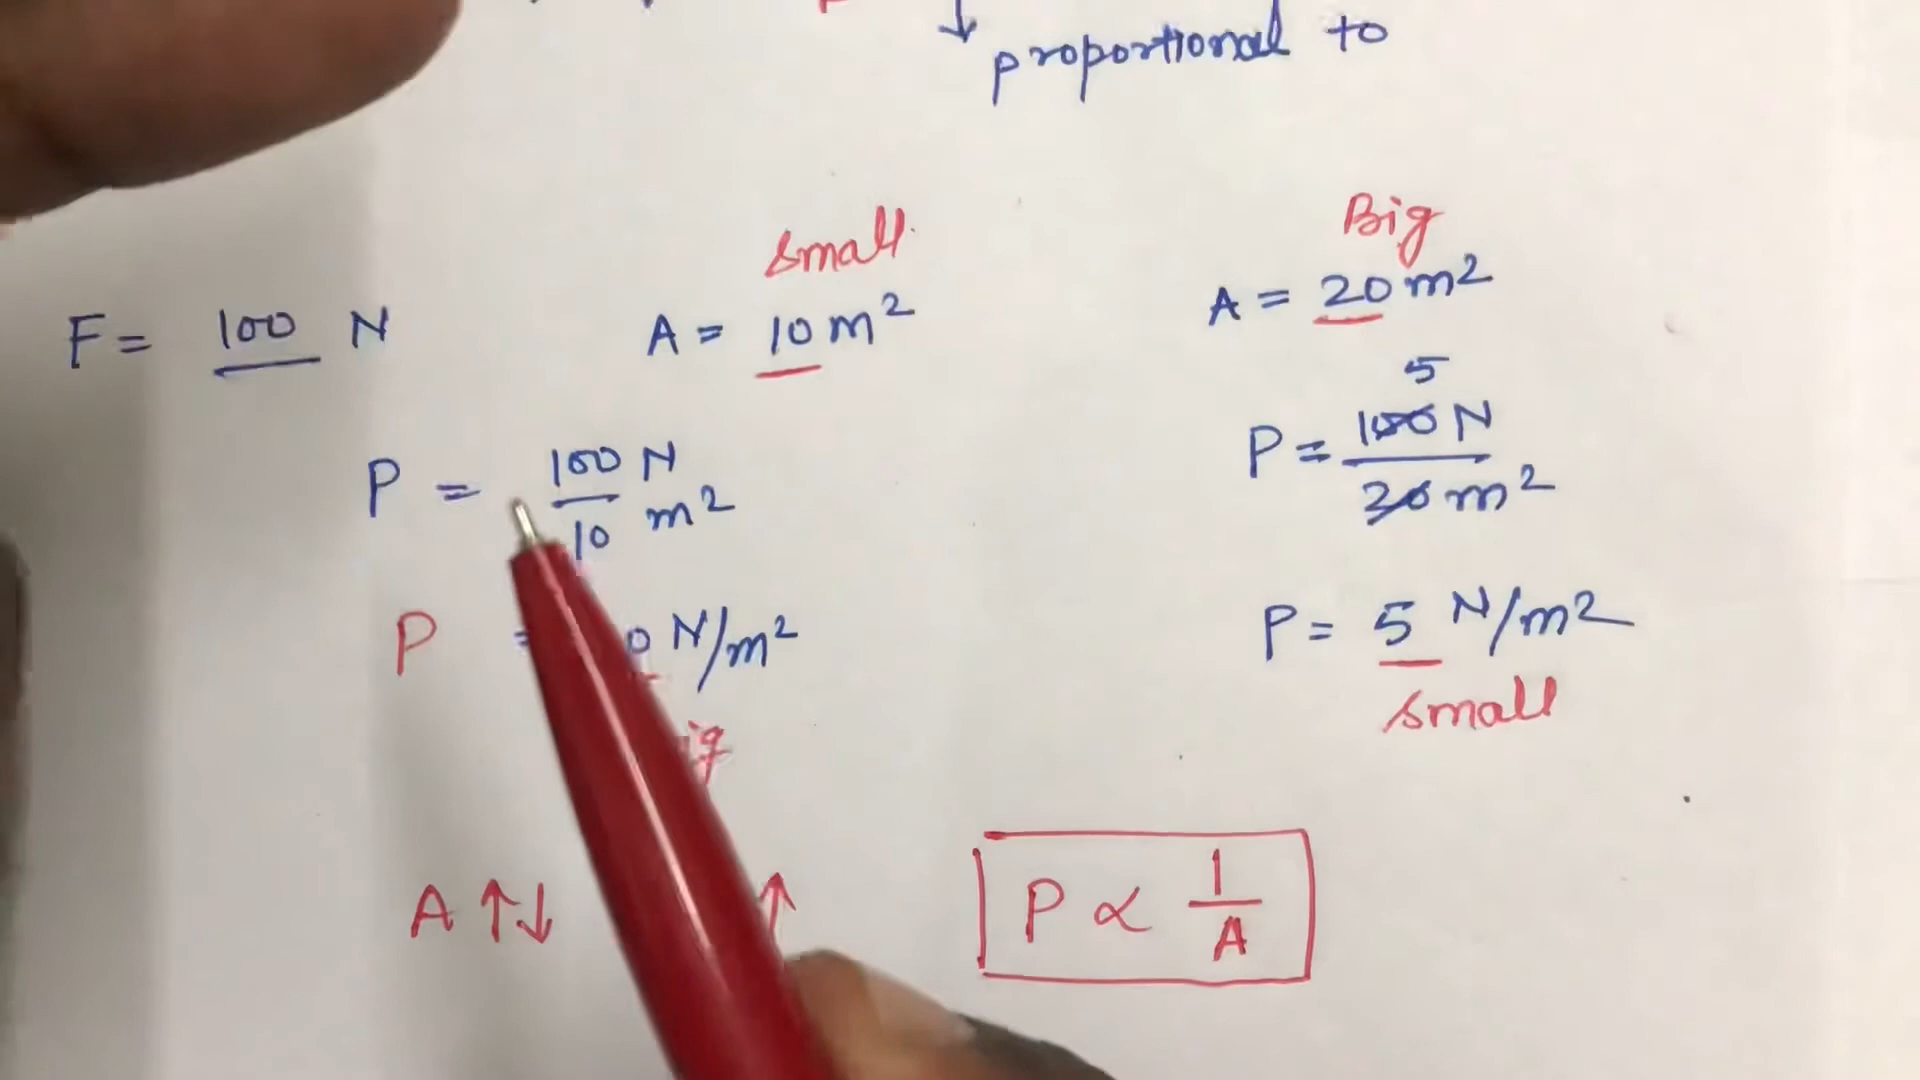 proportional to
small
Big
F = 100 N
A = 10 m²
A = 20 m²
P = 100 N / 10 m²
5
P = 100 N / 20 m²
P = 0 N/m²
P = 5 N/m²
small
A ↑↓ ↑
P ∝ 1/A